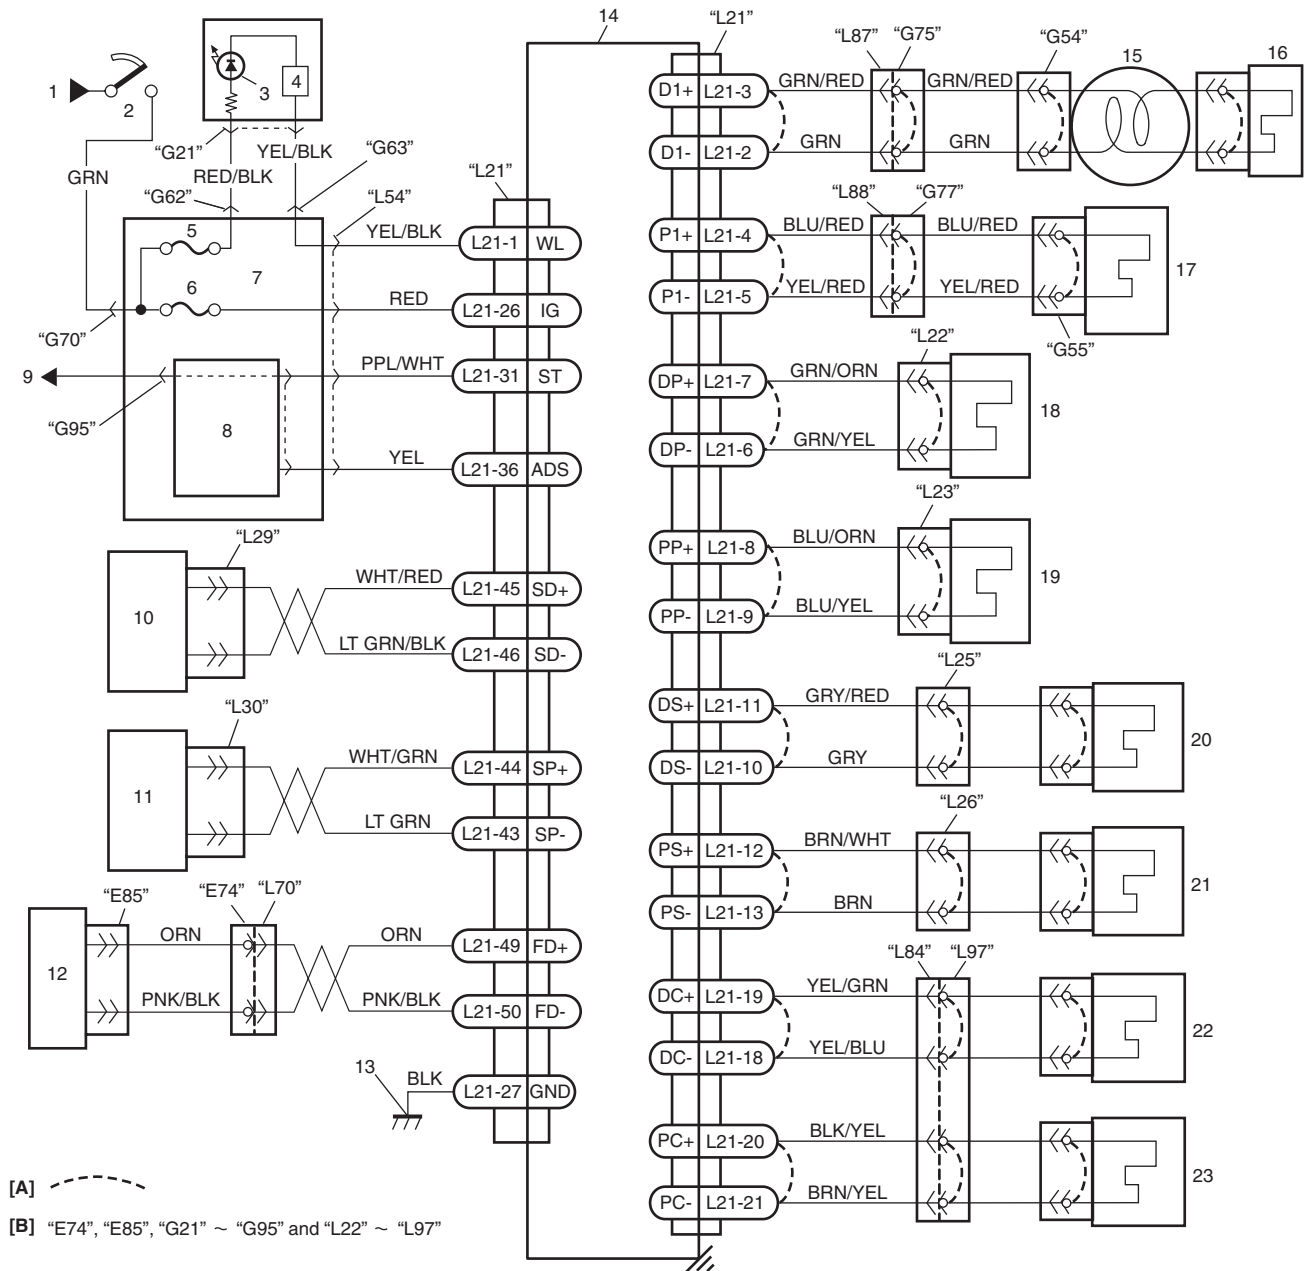 14
"L21"
1
2
3
4
"G21"
YEL/BLK
"G63"
GRN
RED/BLK
"G62"
"L54"
"L21"
5
6
7
YEL/BLK
L21-1 WL
RED
L21-26 IG
"G70"
9
PPL/WHT
L21-31 ST
"G95"
8
YEL
L21-36 ADS
"L29"
10
WHT/RED
L21-45 SD+
LT GRN/BLK
L21-46 SD-
"L30"
11
WHT/GRN
L21-44 SP+
LT GRN
L21-43 SP-
"E85"
"E74" "L70"
12
ORN
ORN
L21-49 FD+
PNK/BLK
PNK/BLK
L21-50 FD-
13
BLK
L21-27 GND
"L87" "G75"
"G54"
15
16
D1+ L21-3
GRN/RED
GRN/RED
D1- L21-2
GRN
GRN
"L88" "G77"
P1+ L21-4
BLU/RED
BLU/RED
17
P1- L21-5
YEL/RED
YEL/RED
"G55"
"L22"
DP+ L21-7
GRN/ORN
18
DP- L21-6
GRN/YEL
"L23"
PP+ L21-8
BLU/ORN
19
PP- L21-9
BLU/YEL
"L25"
DS+ L21-11
GRY/RED
20
DS- L21-10
GRY
"L26"
PS+ L21-12
BRN/WHT
21
PS- L21-13
BRN
"L84" "L97"
DC+ L21-19
YEL/GRN
22
DC- L21-18
YEL/BLU
PC+ L21-20
BLK/YEL
23
PC- L21-21
BRN/YEL
[A]
[B] "E74", "E85", "G21" ~ "G95" and "L22" ~ "L97"